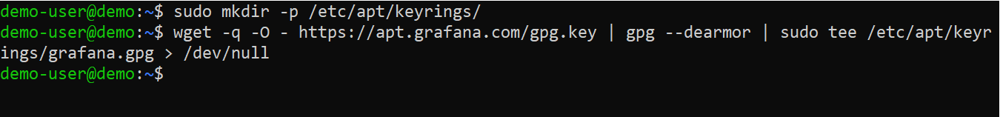 demo-user@demo:~$ sudo mkdir -p /etc/apt/keyrings/
demo-user@demo:~$ wget -q -O - https://apt.grafana.com/gpg.key | gpg --dearmor | sudo tee /etc/apt/keyr
ings/grafana.gpg > /dev/null
demo-user@demo:~$